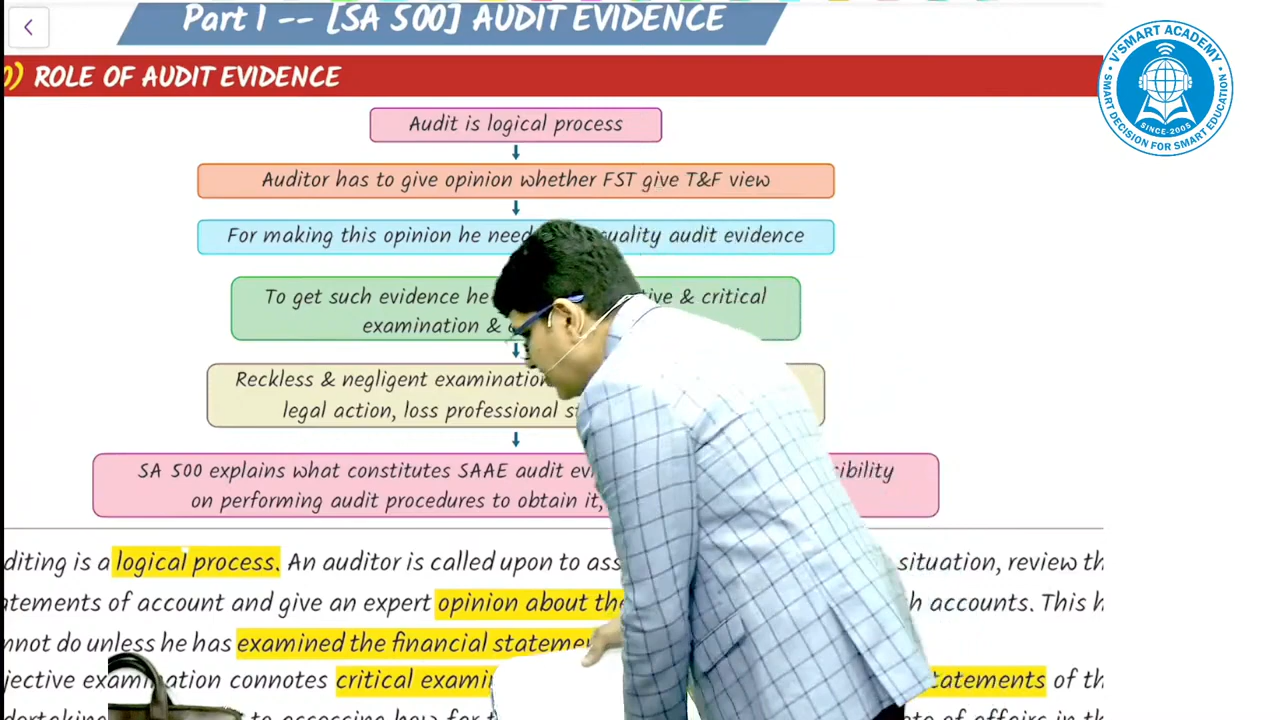 Part I -- [SA 500] AUDIT EVIDENCE
V'SMART ACADEMY
SMART DECISION FOR SMART EDUCATION
SINCE-2005
) ROLE OF AUDIT EVIDENCE
Audit is logical process
Auditor has to give opinion whether FST give T&F view
For making this opinion he need quality audit evidence
To get such evidence he & critical
examination &
Reckless & negligent examination
legal action, loss professional
SA 500 explains what constitutes SAAE audit
on performing audit procedures to obtain it,
diting is a logical process. An auditor is called upon to ass situation, review th
atements of account and give an expert opinion about the h accounts. This h
nnot do unless he has examined the financial stateme
jective examination connotes critical exami tatements of th